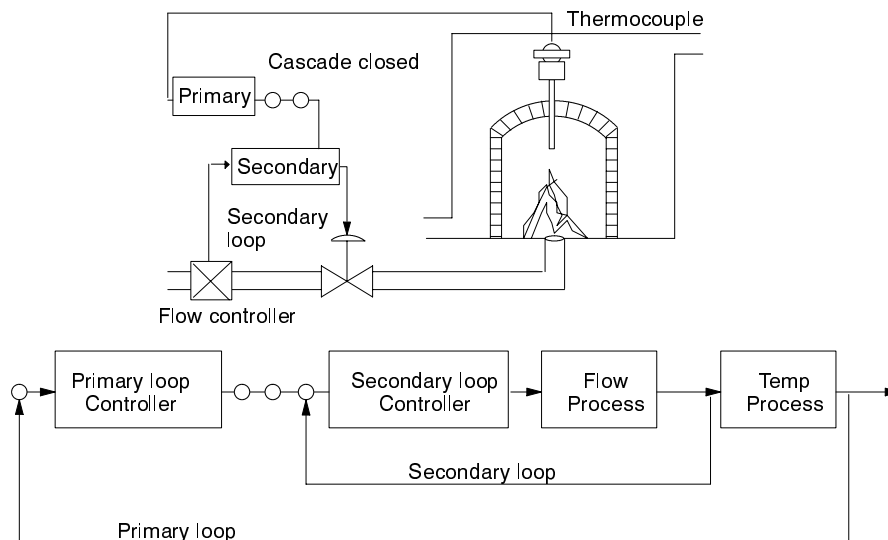 Thermocouple
Cascade closed
Primary
Secondary
Secondary
loop
Flow controller
Primary loop
Controller
Secondary loop
Controller
Flow
Process
Temp
Process
Secondary loop
Primary loop